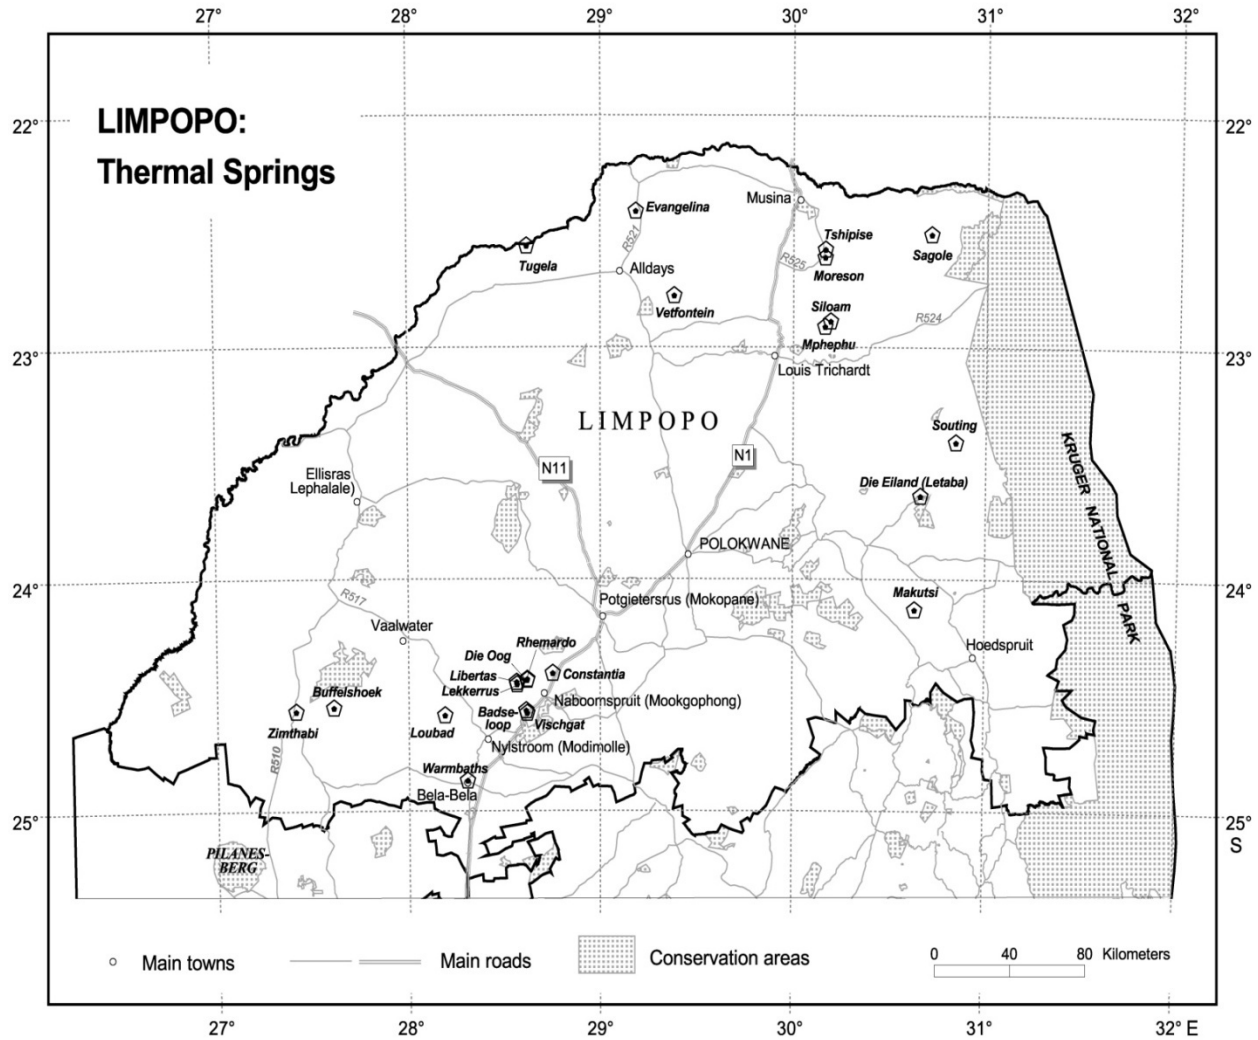 27°
28°
29°
30°
31°
32°
LIMPOPO:
Thermal Springs
22°
22°
Musina
Evangelina
Tshipise
Sagole
R521
Tugela
Alldays
R525
Moreson
Vetfontein
Siloam
R524
Mphephu
23°
23°
Louis Trichardt
LIMPOPO
Souting
N1
N11
KRUGER NATIONAL PARK
Ellisras
Lephalale)
Die Eiland (Letaba)
POLOKWANE
24°
24°
R517
Potgietersrus (Mokopane)
Makutsi
Vaalwater
Rhemardo
Hoedspruit
Die Oog
Libertas
Constantia
Lekkerrus
Buffelshoek
Naboomspruit (Mookgophong)
Badse-
loop
Vischgat
Zimthabi
Loubad
Nylstroom (Modimolle)
R510
Warmbaths
Bela-Bela
25°
25°
S
PILANES-
BERG
Main towns
Main roads
Conservation areas
0 40 80 Kilometers
27°
28°
29°
30°
31°
32° E